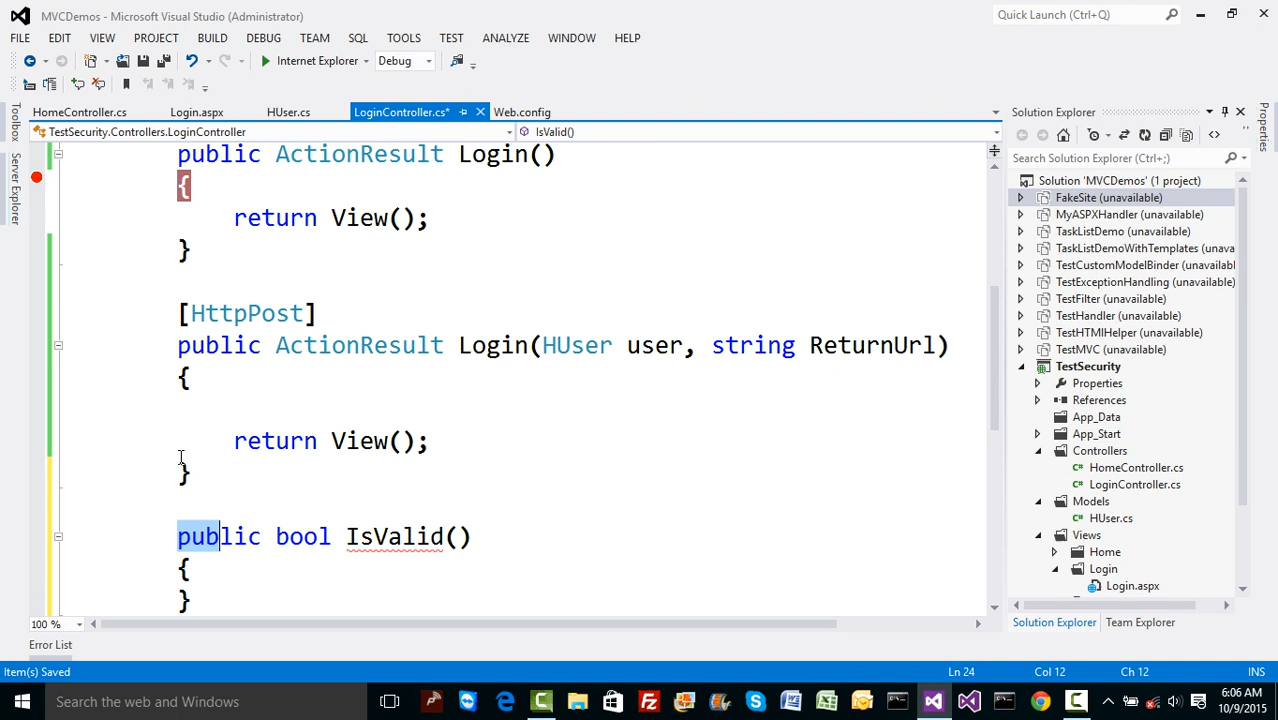 MVCDemos - Microsoft Visual Studio (Administrator)
Quick Launch (Ctrl+Q)
FILE EDIT VIEW PROJECT BUILD DEBUG TEAM SQL TOOLS TEST ANALYZE WINDOW HELP
Internet Explorer Debug
HomeController.cs Login.aspx HUser.cs LoginController.cs* Web.config
TestSecurity.Controllers.LoginController IsValid()
Toolbox
Server Explorer
public ActionResult Login()
{
return View();
}
[HttpPost]
public ActionResult Login(HUser user, string ReturnUrl)
{
return View();
}
public bool IsValid()
{
}
100 %
Solution Explorer
Search Solution Explorer (Ctrl+;)
Solution 'MVCDemos' (1 project)
FakeSite (unavailable)
MyASPXHandler (unavailable)
TaskListDemo (unavailable)
TaskListDemoWithTemplates (unava
TestCustomModelBinder (unavailabl
TestExceptionHandling (unavailable)
TestFilter (unavailable)
TestHandler (unavailable)
TestHTMIHelper (unavailable)
TestMVC (unavailable)
TestSecurity
Properties
References
App_Data
App_Start
Controllers
HomeController.cs
LoginController.cs
Models
HUser.cs
Views
Home
Login
Login.aspx
Solution Explorer Team Explorer
Properties
Error List
Item(s) Saved Ln 24 Col 12 Ch 12 INS
Search the web and Windows
6:06 AM
10/9/2015